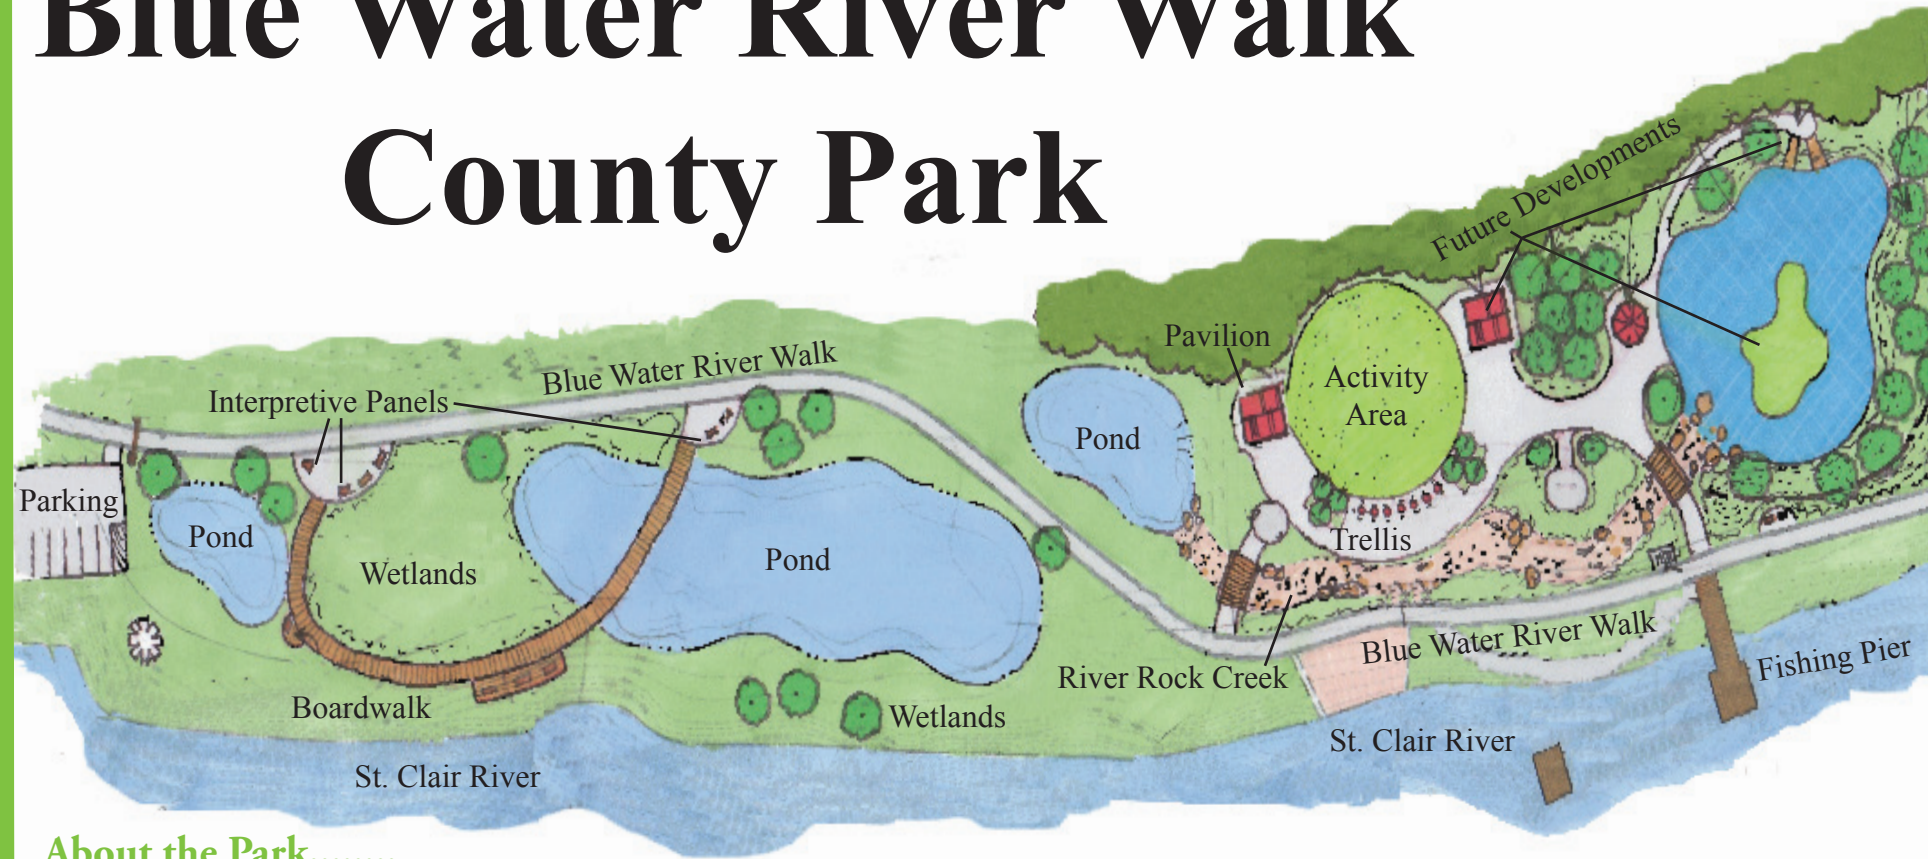 Blue Water River Walk
County Park
Future Developments
Pavilion
Blue Water River Walk
Interpretive Panels
Activity
Area
Pond
Parking
Pond
Wetlands
Pond
Trellis
Blue Water River Walk
River Rock Creek
Fishing Pier
Boardwalk
Wetlands
St. Clair River
St. Clair River
About the Park........